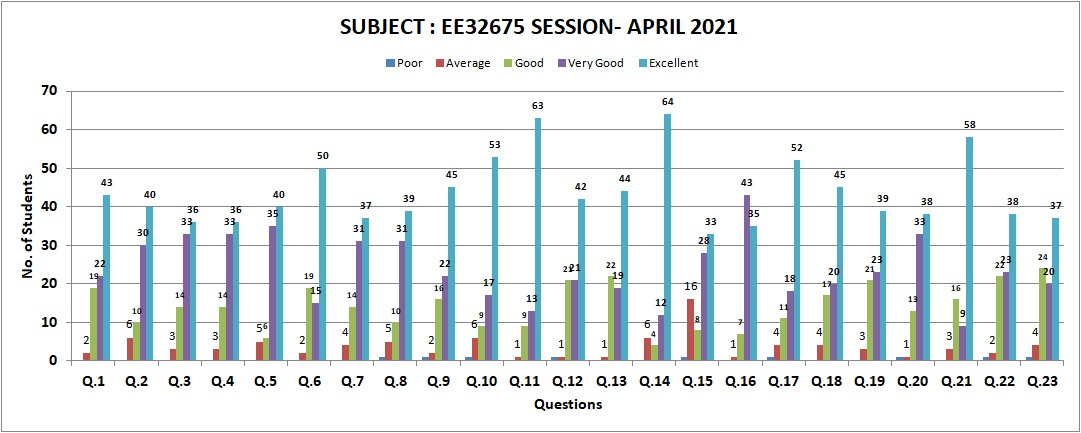 SUBJECT : EE32675 SESSION- APRIL 2021
Poor Average Good Very Good Excellent
No. of Students
70
60
50
40
30
20
10
0
2 19 22 43
6 10 30 40
3 14 33 36
3 14 33 36
5 6 35 40
2 19 15 50
4 14 31 37
5 10 31 39
2 16 22 45
6 9 17 53
1 9 13 63
1 21 21 42
1 22 19 44
6 4 12 64
16 8 28 33
1 7 43 35
4 11 18 52
4 17 20 45
3 21 23 39
1 13 33 38
3 16 9 58
2 22 23 38
4 24 20 37
Q.1 Q.2 Q.3 Q.4 Q.5 Q.6 Q.7 Q.8 Q.9 Q.10 Q.11 Q.12 Q.13 Q.14 Q.15 Q.16 Q.17 Q.18 Q.19 Q.20 Q.21 Q.22 Q.23
Questions